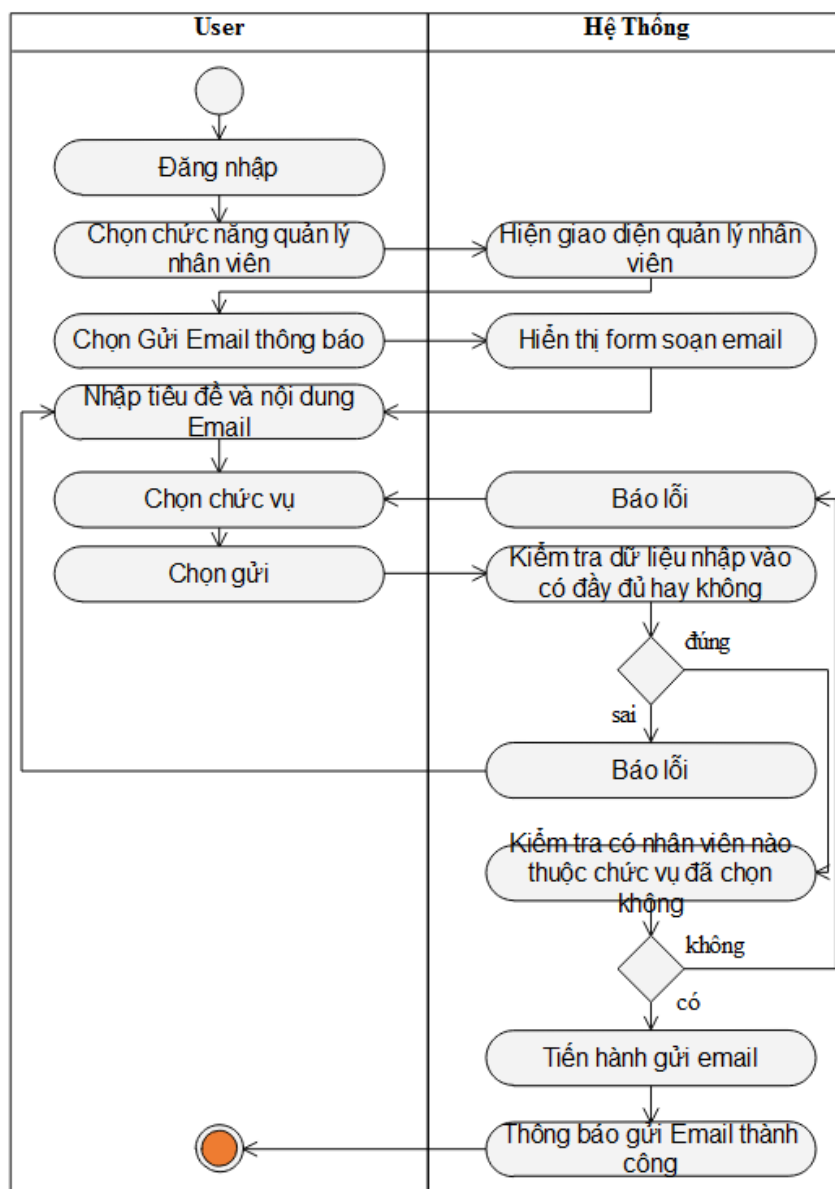 User
Hệ Thống
Đăng nhập
Chọn chức năng quản lý
nhân viên
Hiện giao diện quản lý nhân
viên
Chọn Gửi Email thông báo
Hiển thị form soạn email
Nhập tiêu đề và nội dung
Email
Chọn chức vụ
Báo lỗi
Chọn gửi
Kiểm tra dữ liệu nhập vào
có đầy đủ hay không
đúng
sai
Báo lỗi
Kiểm tra có nhân viên nào
thuộc chức vụ đã chọn
không
không
có
Tiến hành gửi email
Thông báo gửi Email thành
công